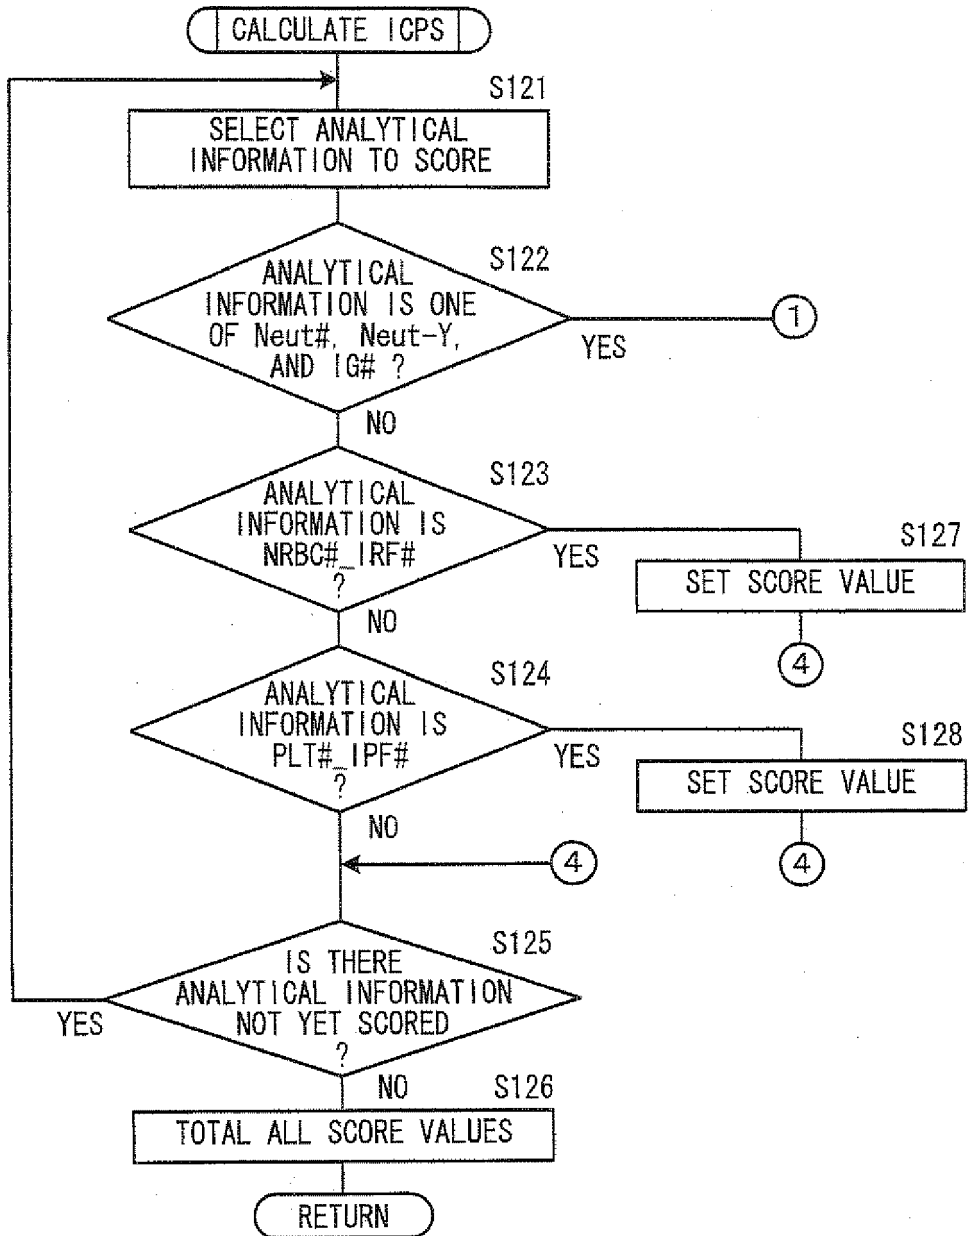 CALCULATE ICPS
S121
SELECT ANALYTICAL
INFORMATION TO SCORE
S122
ANALYTICAL
INFORMATION IS ONE
OF Neut#, Neut-Y,
AND IG# ?
YES
1
NO
S123
ANALYTICAL
INFORMATION IS
NRBC#_IRF#
?
YES
S127
SET SCORE VALUE
4
NO
S124
ANALYTICAL
INFORMATION IS
PLT#_IPF#
?
YES
S128
SET SCORE VALUE
4
NO
4
S125
IS THERE
ANALYTICAL INFORMATION
NOT YET SCORED
?
YES
NO
S126
TOTAL ALL SCORE VALUES
RETURN